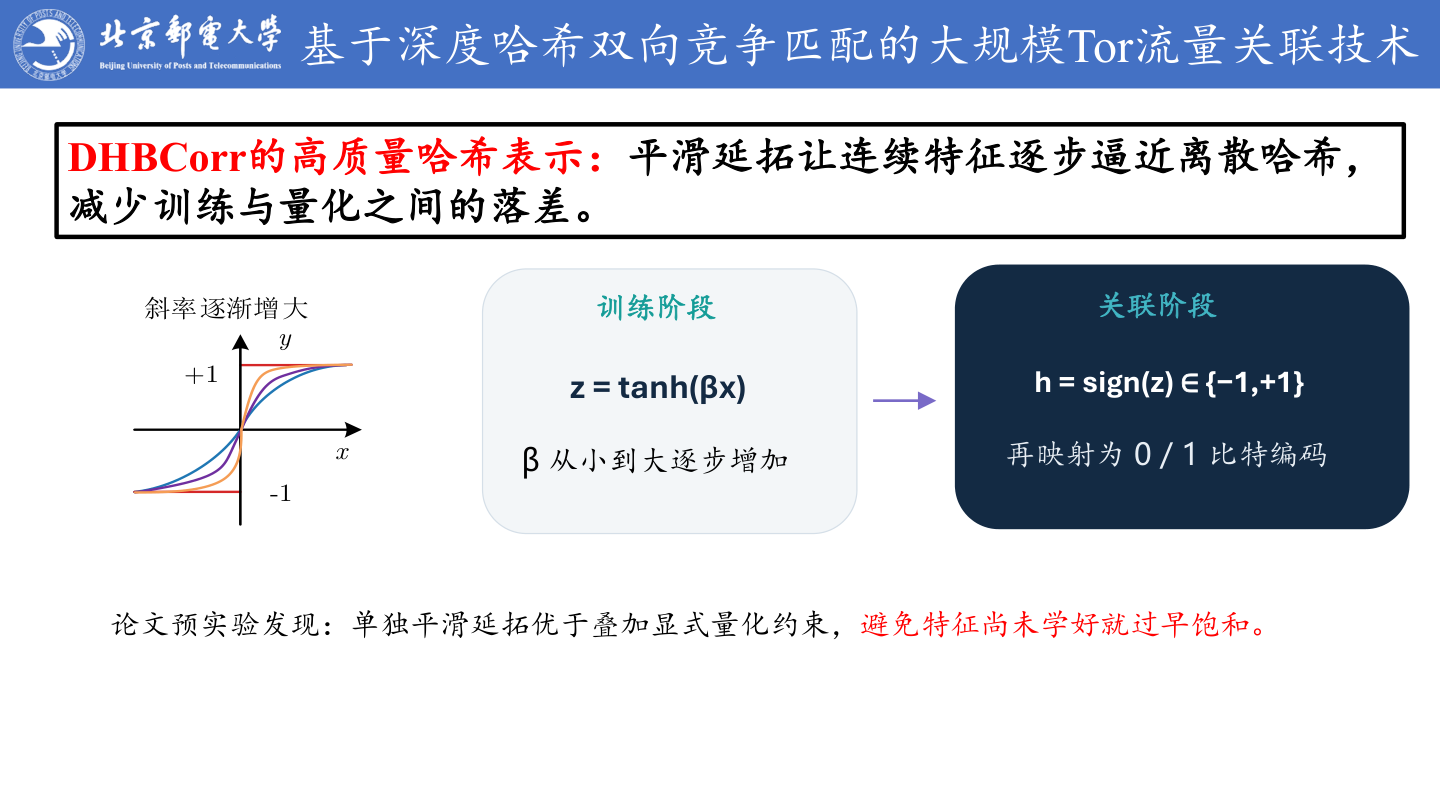 北京郵電大學
Beijing University of Posts and Telecommunications
基于深度哈希双向竞争匹配的大规模Tor流量关联技术
DHBCorr的高质量哈希表示：平滑延拓让连续特征逐步逼近离散哈希，
减少训练与量化之间的落差。
斜率逐渐增大
y
+1
x
-1
训练阶段
z = tanh(βx)
β 从小到大逐步增加
关联阶段
h = sign(z) ∈ {−1,+1}
再映射为 0 / 1 比特编码
论文预实验发现：单独平滑延拓优于叠加显式量化约束，避免特征尚未学好就过早饱和。